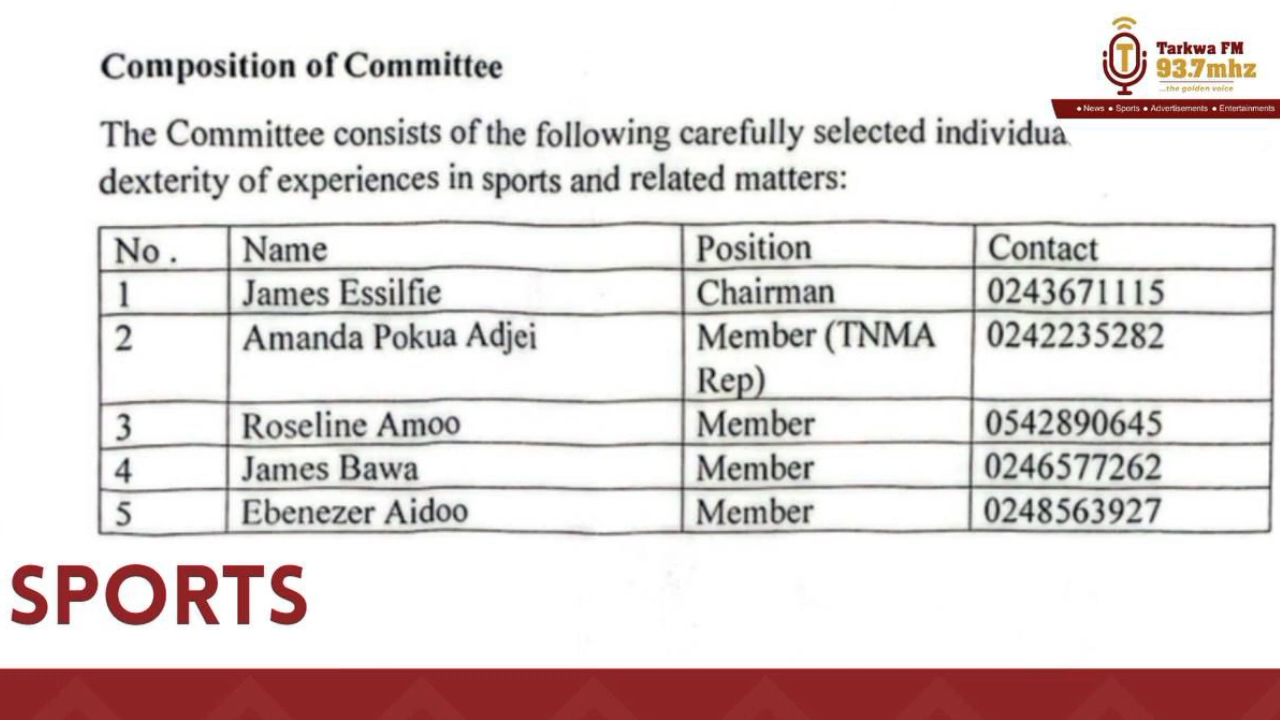 Composition of Committee
Tarkwa FM
93.7mhz
...the golden voice
● News ● Sports ● Advertisements ● Entertainments
The Committee consists of the following carefully selected individua
dexterity of experiences in sports and related matters:
No . Name Position Contact
1 James Essilfie Chairman 0243671115
2 Amanda Pokua Adjei Member (TNMA 0242235282
Rep)
3 Roseline Amoo Member 0542890645
4 James Bawa Member 0246577262
5 Ebenezer Aidoo Member 0248563927
SPORTS